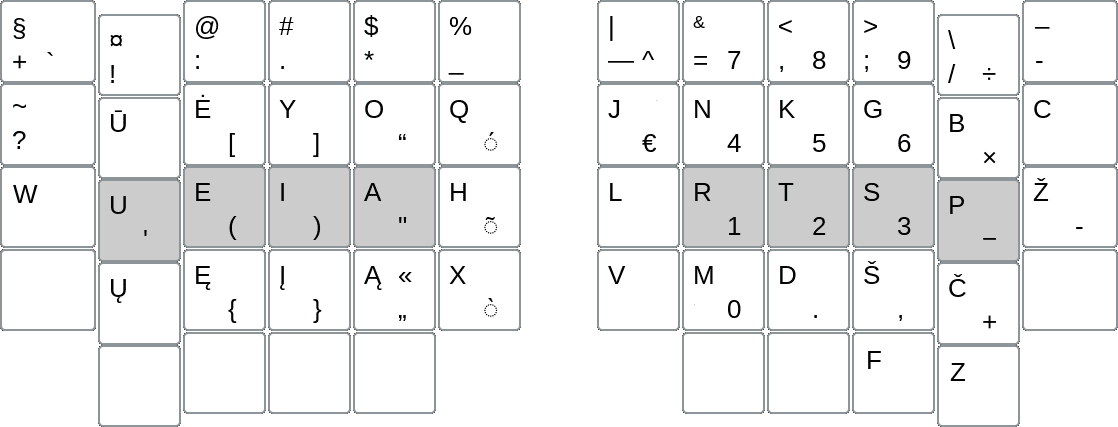 § ¤ @ # $ % | & < > \ –
+ ` ! : . * _ — ^ = 7 , 8 ; 9 / ÷ -
~ Ū Ė Y O Q J N K G B C
? [ ] “ ◌́ € 4 5 6 ×
W U E I A H L R T S P Ž
' ( ) " ◌̃ 1 2 3 − -
Ų Ę Į Ą « X V M D Š Č
{ } „ ◌̀ 0 . , +
F Z